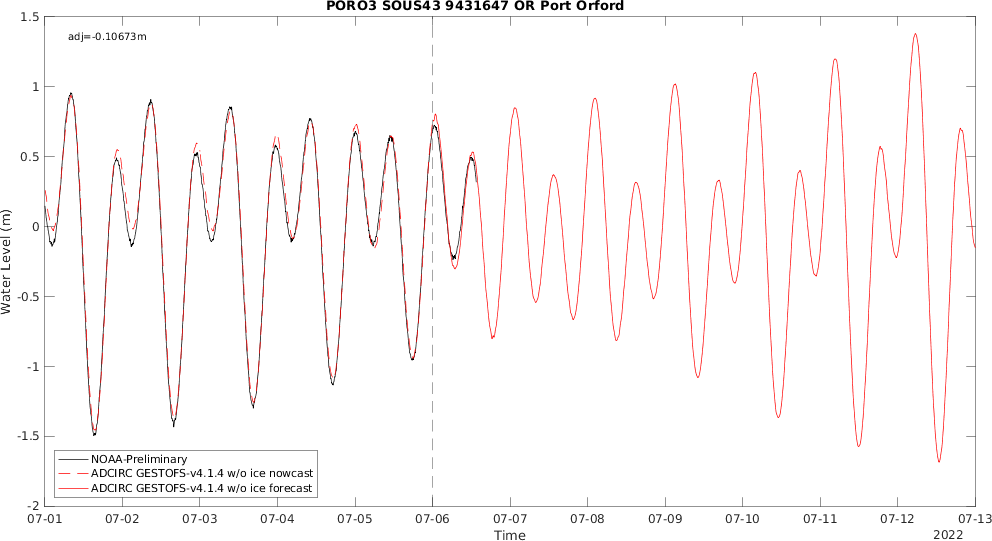 PORO3 SOUS43 9431647 OR Port Orford
adj=-0.10673m
1.5
1
0.5
0
-0.5
-1
-1.5
-2
Water Level (m)
NOAA-Preliminary
ADCIRC GESTOFS-v4.1.4 w/o ice nowcast
ADCIRC GESTOFS-v4.1.4 w/o ice forecast
07-01 07-02 07-03 07-04 07-05 07-06 07-07 07-08 07-09 07-10 07-11 07-12 07-13
Time
2022